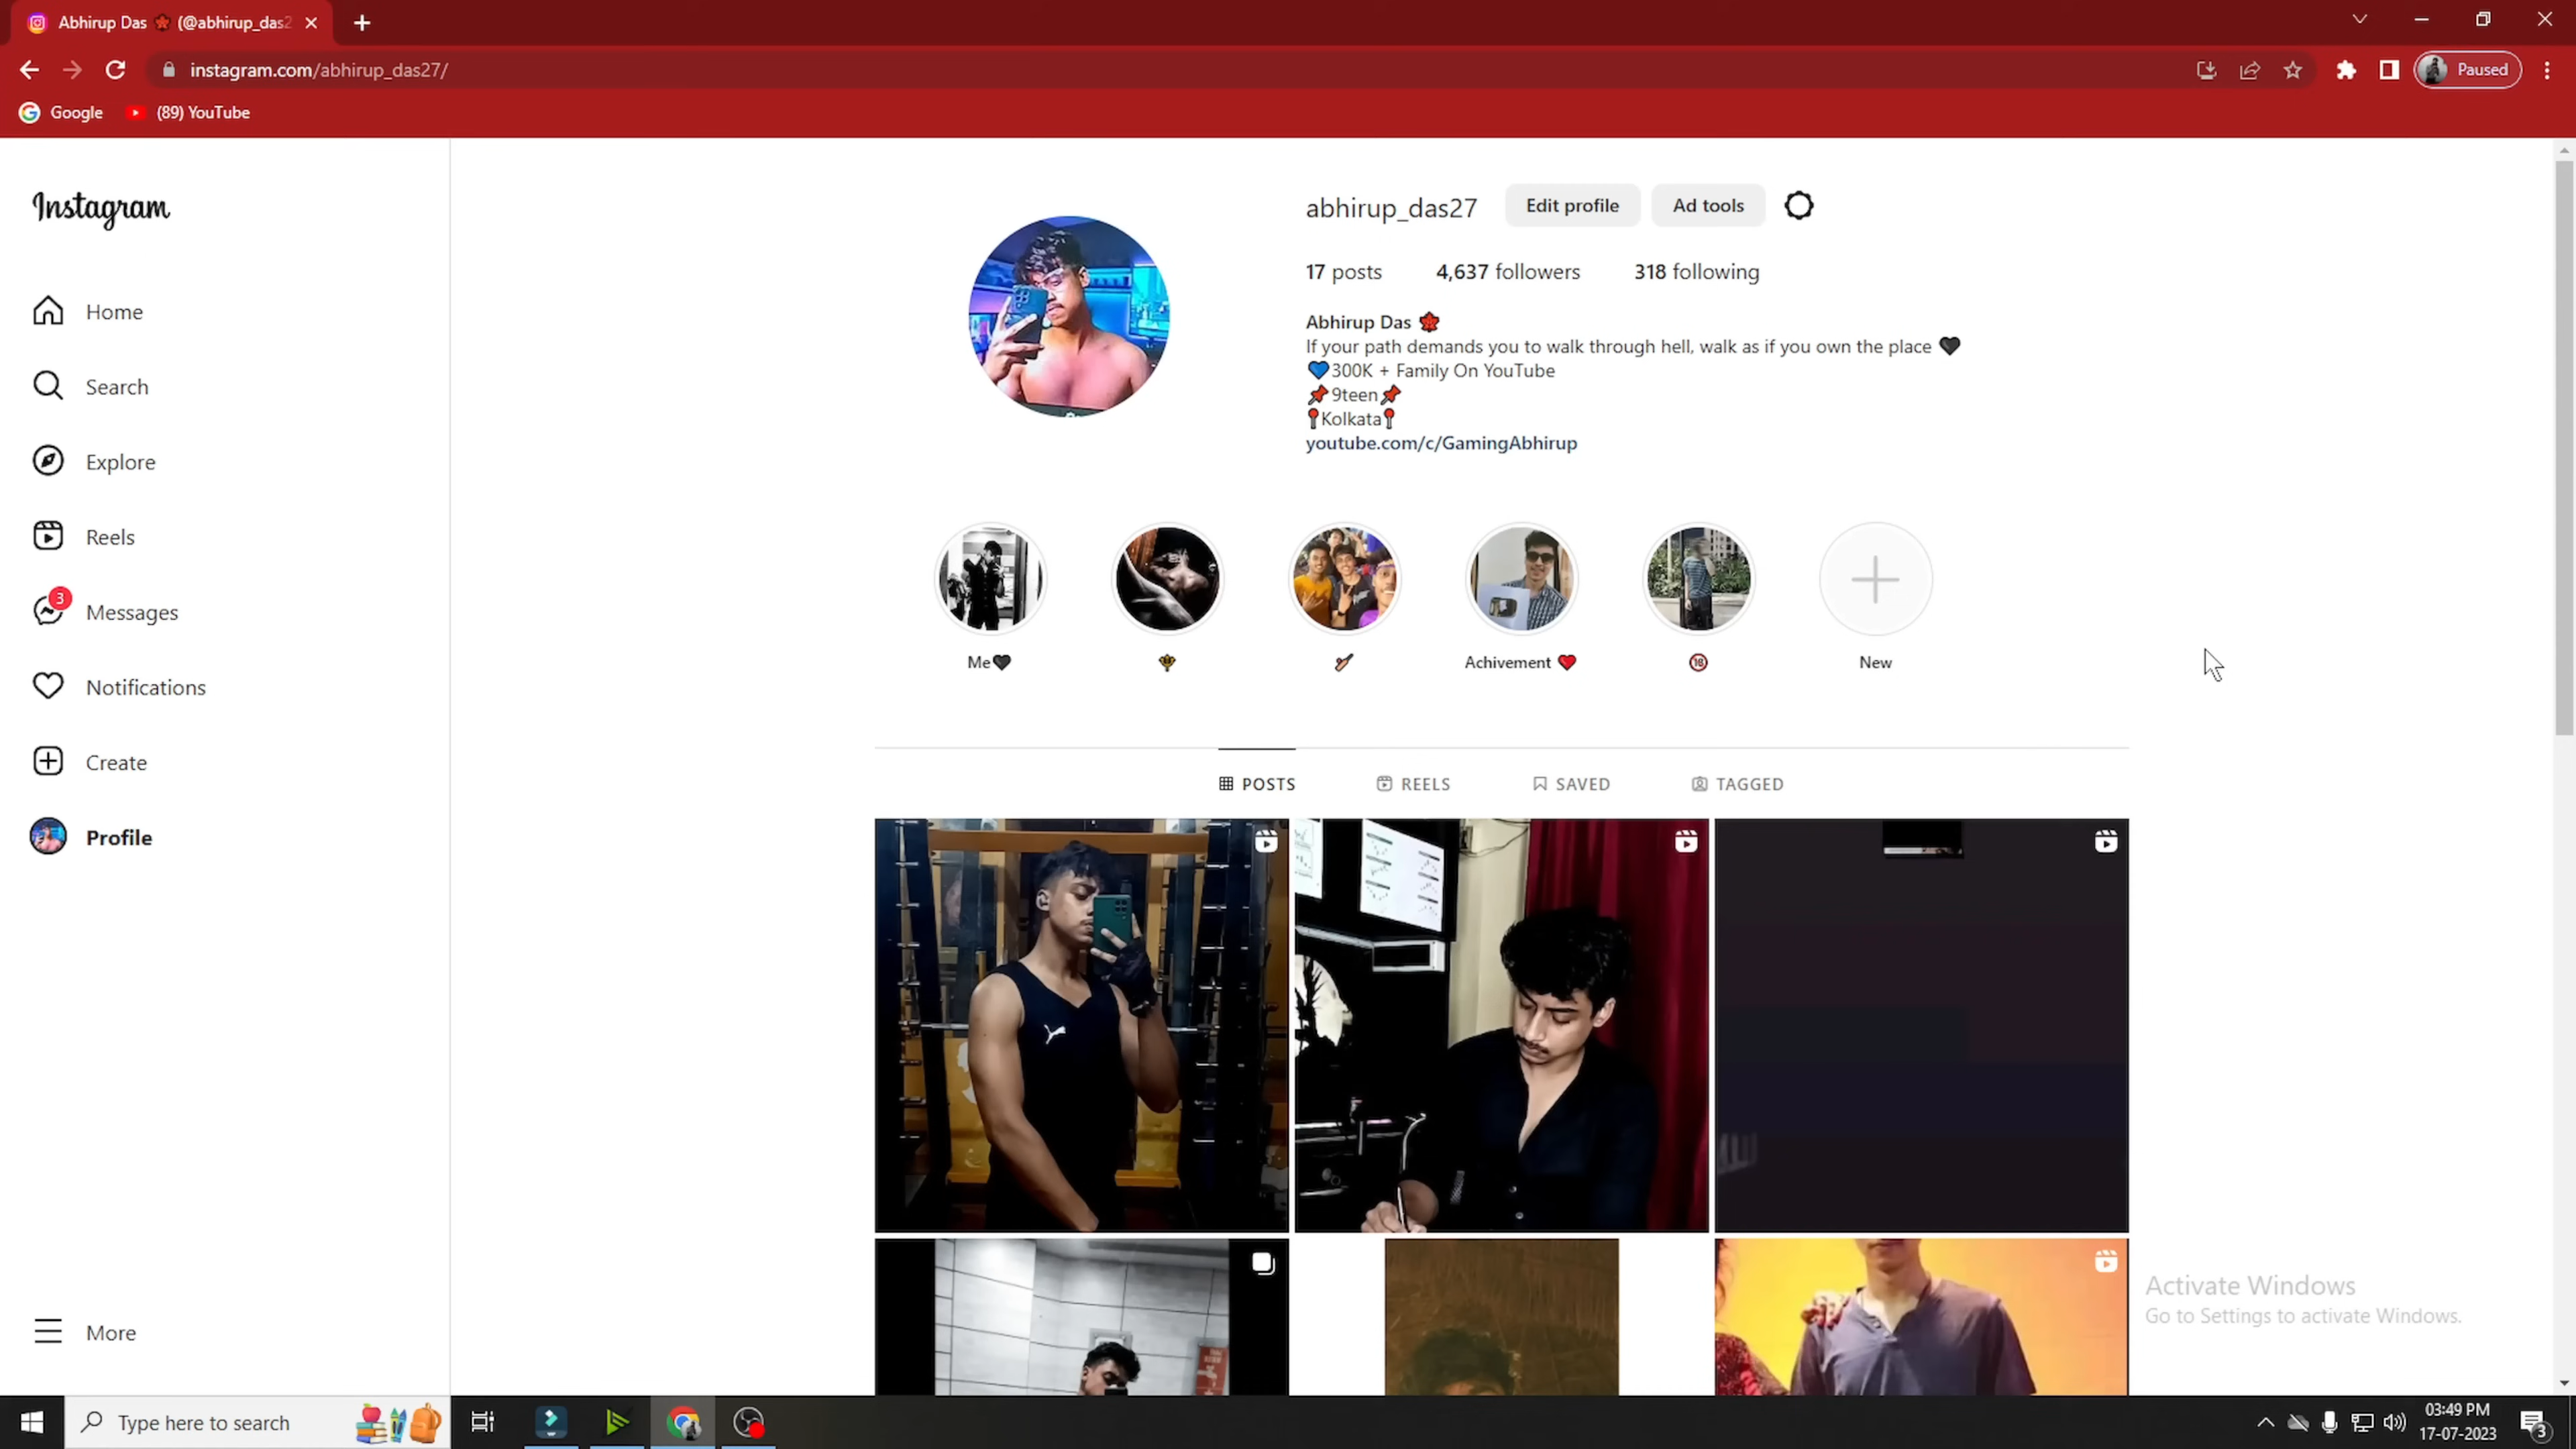 Abhirup Das 🌺 (@abhirup_das2
instagram.com/abhirup_das27/
Paused
Google
(89) YouTube
Instagram
Home
Search
Explore
Reels
3
Messages
Notifications
Create
Profile
More
abhirup_das27
Edit profile
Ad tools
17 posts
4,637 followers
318 following
Abhirup Das 🌺
If your path demands you to walk through hell, walk as if you own the place 🖤
💙300K + Family On YouTube
📌9teen📌
📍Kolkata📍
youtube.com/c/GamingAbhirup
Me🖤
🔱
🏏
Achivement ❤️
🔞
New
POSTS
REELS
SAVED
TAGGED
Activate Windows
Go to Settings to activate Windows.
Type here to search
03:49 PM
17-07-2023
3